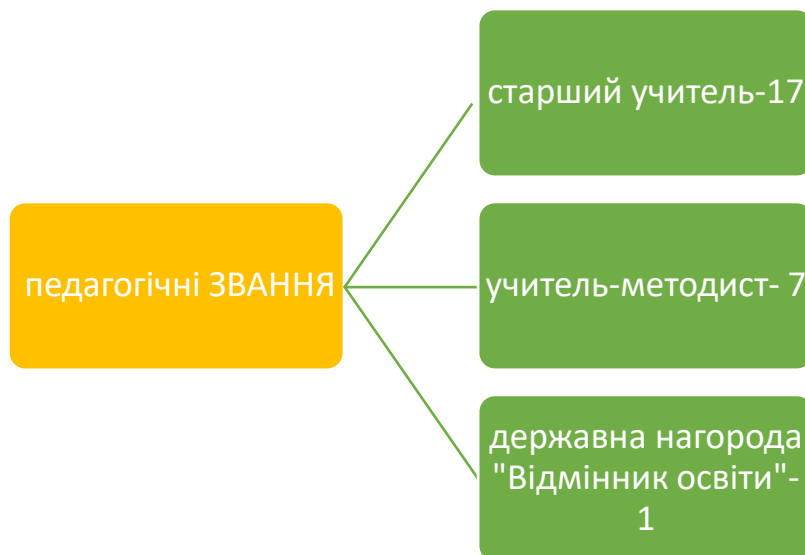 старший учитель-17
педагогічні ЗВАННЯ
учитель-методист- 7
державна нагорода
"Відмінник освіти"-
1